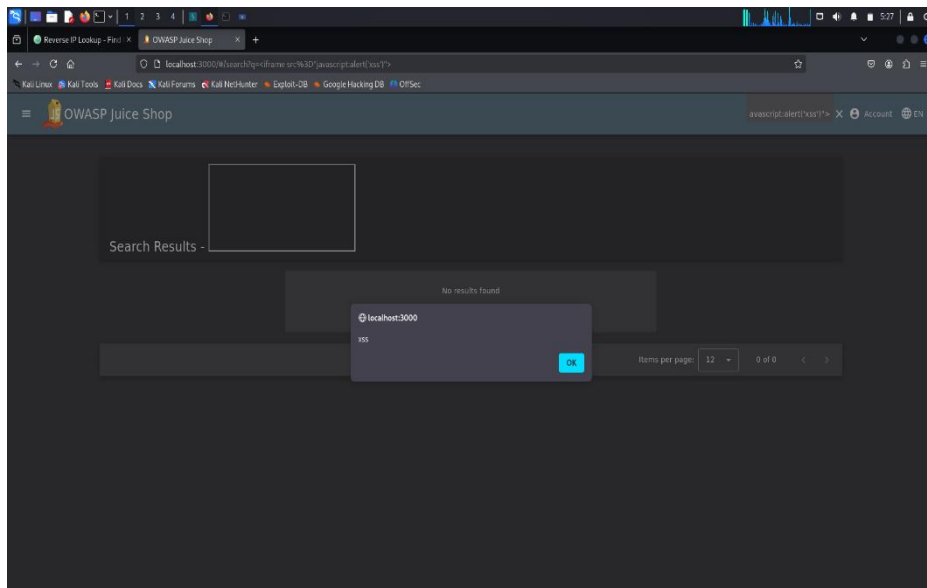 1 2 3 4
5:27
Reverse IP Lookup - Find
OWASP Juice Shop
localhost:3000/#/search?q=<iframe src%3D"javascript:alert('xss')">
Kali Linux Kali Tools Kali Docs Kali Forums Kali NetHunter Exploit-DB Google Hacking DB OffSec
OWASP Juice Shop
avascript:alert('xss')"> Account EN
Search Results -
No results found
localhost:3000
xss
OK
Items per page: 12 0 of 0